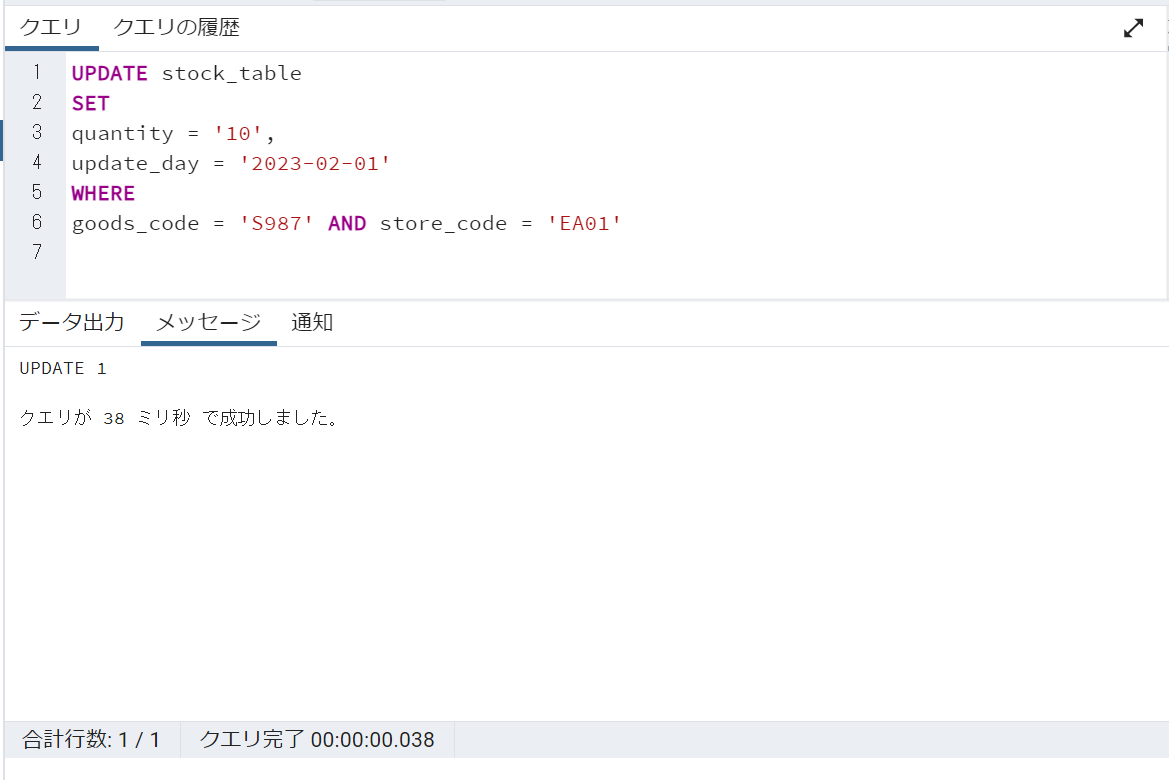 クエリ クエリの履歴
1 UPDATE stock_table
2 SET
3 quantity = '10',
4 update_day = '2023-02-01'
5 WHERE
6 goods_code = 'S987' AND store_code = 'EA01'
7
データ出力 メッセージ 通知
UPDATE 1
クエリが 38 ミリ秒 で成功しました。
合計行数: 1 / 1 クエリ完了 00:00:00.038